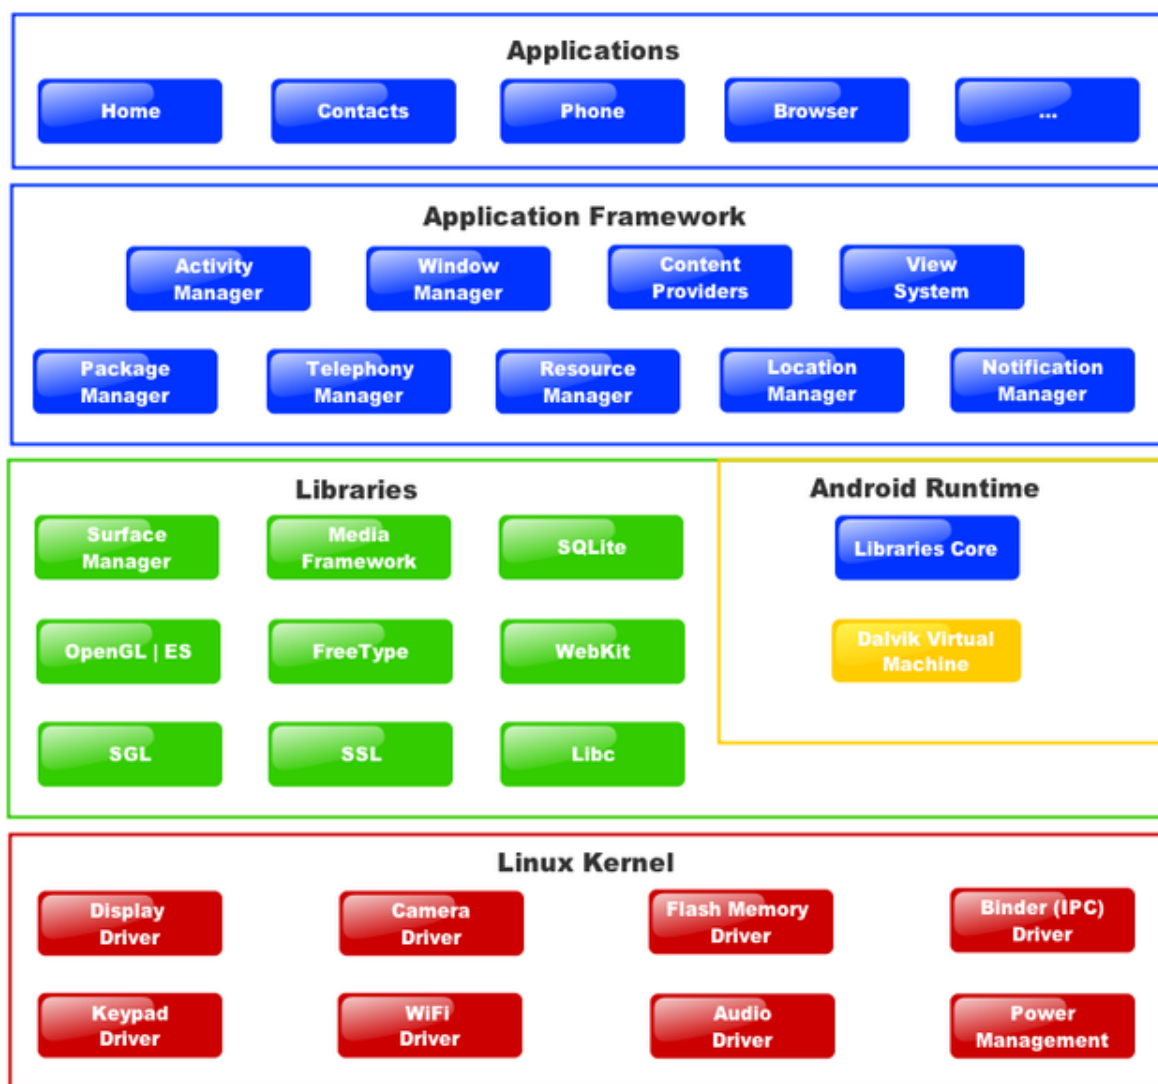 Applications
Home
Contacts
Phone
Browser
...
Application Framework
Activity
Manager
Window
Manager
Content
Providers
View
System
Package
Manager
Telephony
Manager
Resource
Manager
Location
Manager
Notification
Manager
Libraries
Surface
Manager
Media
Framework
SQLite
OpenGL | ES
FreeType
WebKit
SGL
SSL
Libc
Android Runtime
Libraries Core
Dalvik Virtual
Machine
Linux Kernel
Display
Driver
Camera
Driver
Flash Memory
Driver
Binder (IPC)
Driver
Keypad
Driver
WiFi
Driver
Audio
Driver
Power
Management